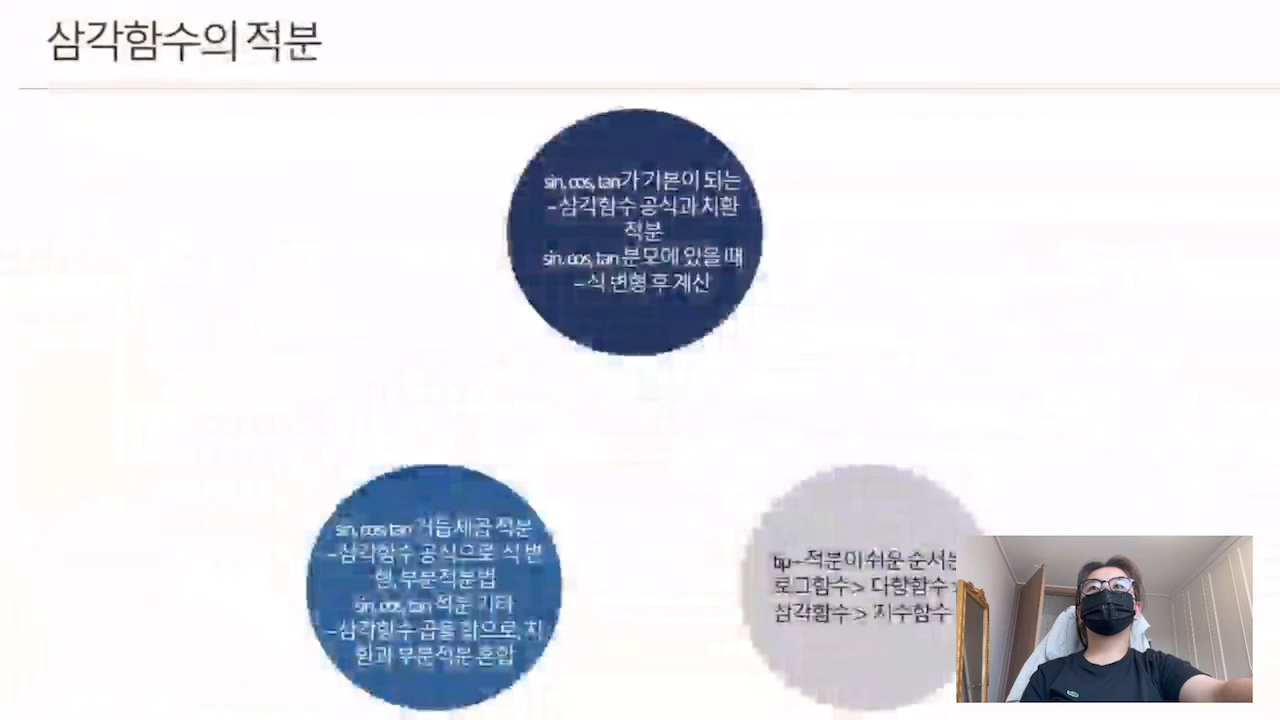 삼각함수의 적분
sin, cos, tan가 기본이 되는
–삼각함수 공식과 치환
적분
sin, cos, tan 분모에 있을 때
–식 변형 후 계산
sin, cos, tan 거듭제곱 적분
–삼각함수 공식으로 식 변
형, 부분적분법
sin, cos, tan 적분 기타
–삼각함수 곱을 합으로, 치
환과 부분적분 혼합
tip–적분이 쉬운 순서는
로그함수> 다항함수
삼각함수> 지수함수